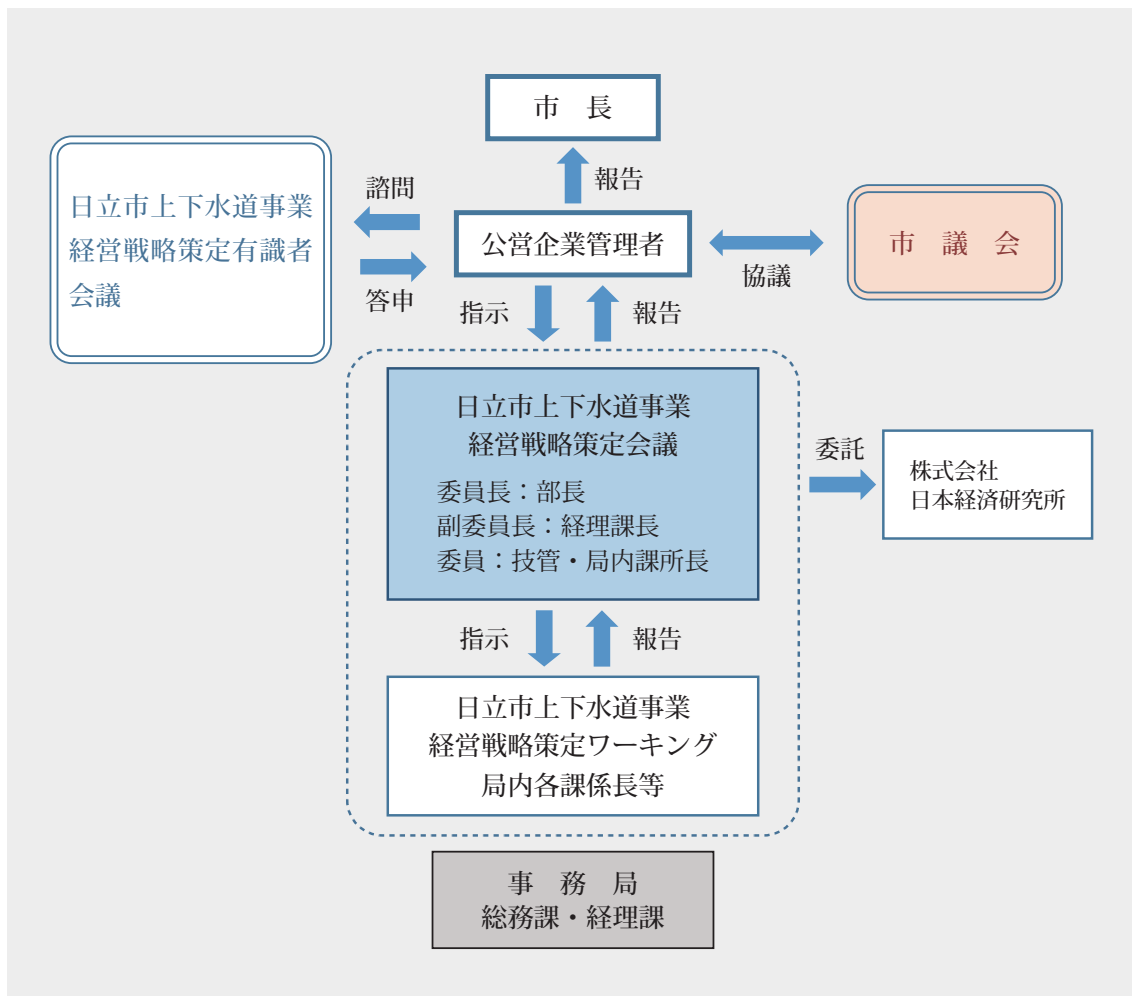 市　長
報告
諮問
日立市上下水道事業
経営戦略策定有識者
会議
答申
公営企業管理者
協議
市　議　会
指示
報告
日立市上下水道事業
経営戦略策定会議
委員長：部長
副委員長：経理課長
委員：技管・局内課所長
委託
株式会社
日本経済研究所
指示
報告
日立市上下水道事業
経営戦略策定ワーキング
局内各課係長等
事　務　局
総務課・経理課